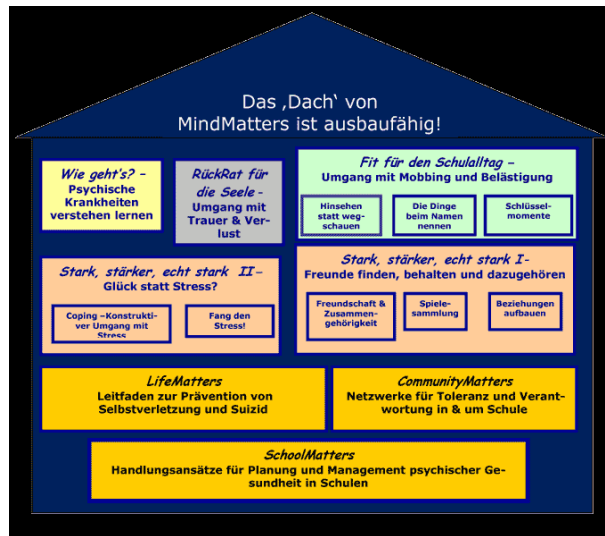 Das ‚Dach‘ von
MindMatters ist ausbaufähig!
Wie geht's? –
Psychische
Krankheiten
verstehen lernen
RückRat für
die Seele -
Umgang mit
Trauer & Ver-
lust
Fit für den Schulalltag –
Umgang mit Mobbing und Belästigung
Hinsehen
statt weg-
schauen
Die Dinge
beim Namen
nennen
Schlüssel-
momente
Stark, stärker, echt stark II –
Glück statt Stress?
Coping –Konstrukti-
ver Umgang mit
Stress
Fang den
Stress!
Stark, stärker, echt stark I-
Freunde finden, behalten und dazugehören
Freundschaft &
Zusammen-
gehörigkeit
Spiele-
sammlung
Beziehungen
aufbauen
LifeMatters
Leitfaden zur Prävention von
Selbstverletzung und Suizid
CommunityMatters
Netzwerke für Toleranz und Verant-
wortung in & um Schule
SchoolMatters
Handlungsansätze für Planung und Management psychischer Ge-
sundheit in Schulen